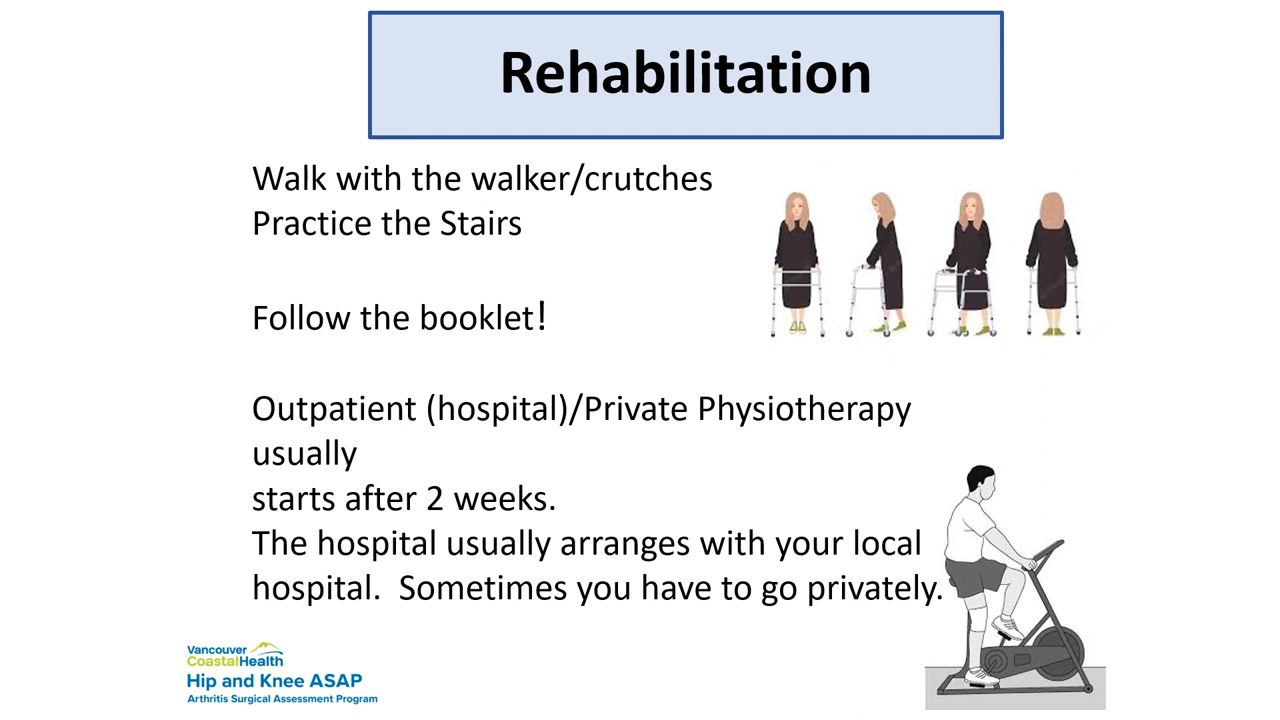 Rehabilitation
Walk with the walker/crutches
Practice the Stairs
Follow the booklet!
Outpatient (hospital)/Private Physiotherapy
usually
starts after 2 weeks.
The hospital usually arranges with your local
hospital.  Sometimes you have to go privately.
Vancouver
CoastalHealth
Hip and Knee ASAP
Arthritis Surgical Assessment Program